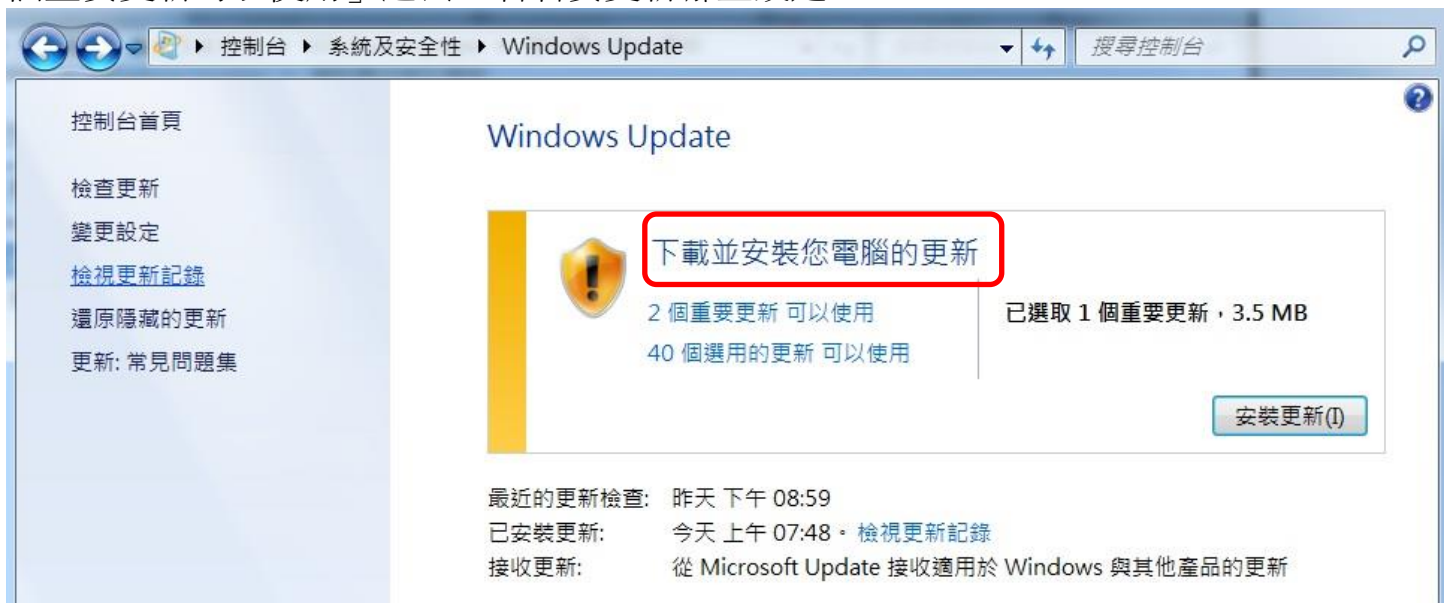 控制台 ▸ 系統及安全性 ▸ Windows Update
搜尋控制台
控制台首頁
檢查更新
變更設定
檢視更新記錄
還原隱藏的更新
更新: 常見問題集
Windows Update
下載並安裝您電腦的更新
2 個重要更新 可以使用
40 個選用的更新 可以使用
已選取 1 個重要更新，3.5 MB
安裝更新(I)
最近的更新檢查: 昨天 下午 08:59
已安裝更新: 今天 上午 07:48。檢視更新記錄
接收更新: 從 Microsoft Update 接收適用於 Windows 與其他產品的更新